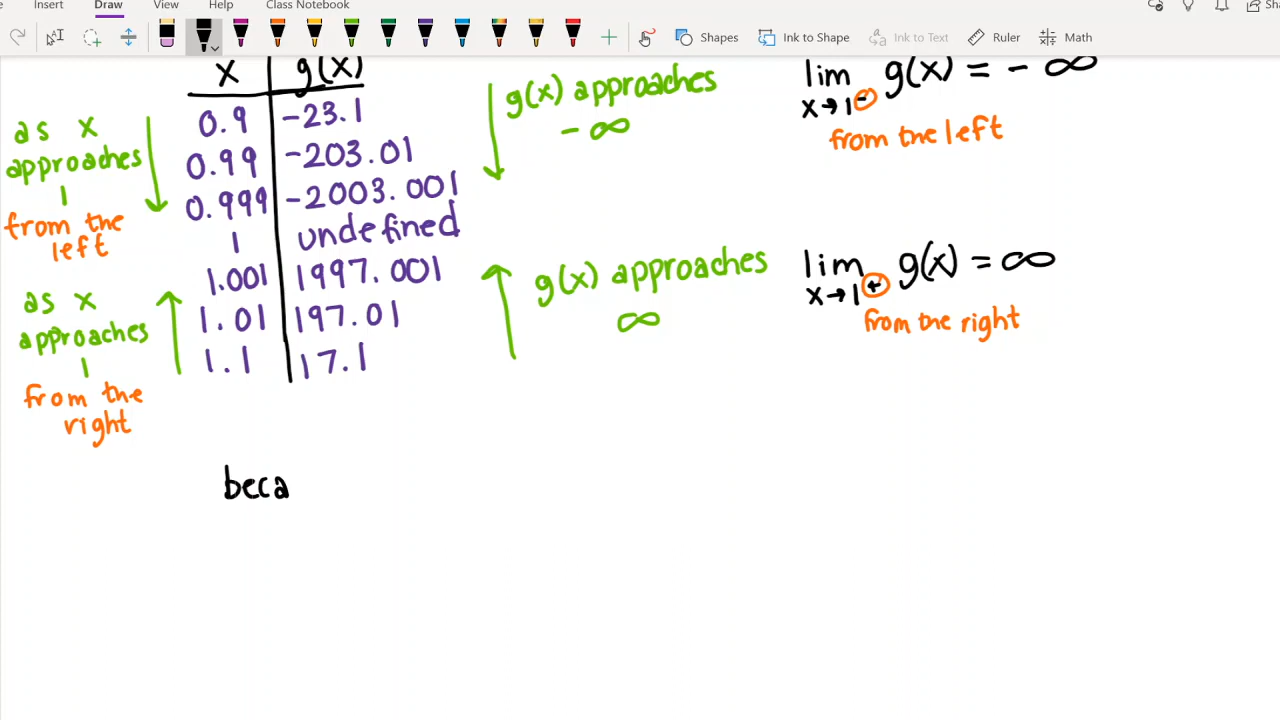 Insert Draw View Help Class Notebook
Shapes Ink to Shape Ink to Text Ruler Math
x g(x)
0.9 -23.1
0.99 -203.01
0.999 -2003.001
1 undefined
1.001 1997.001
1.01 197.01
1.1 17.1
as x
approaches
1
from the
left
as x
approaches
1
from the
right
g(x) approaches
-∞
g(x) approaches
∞
lim g(x) = -∞
x→1⁻
from the left
lim g(x) = ∞
x→1⁺
from the right
beca